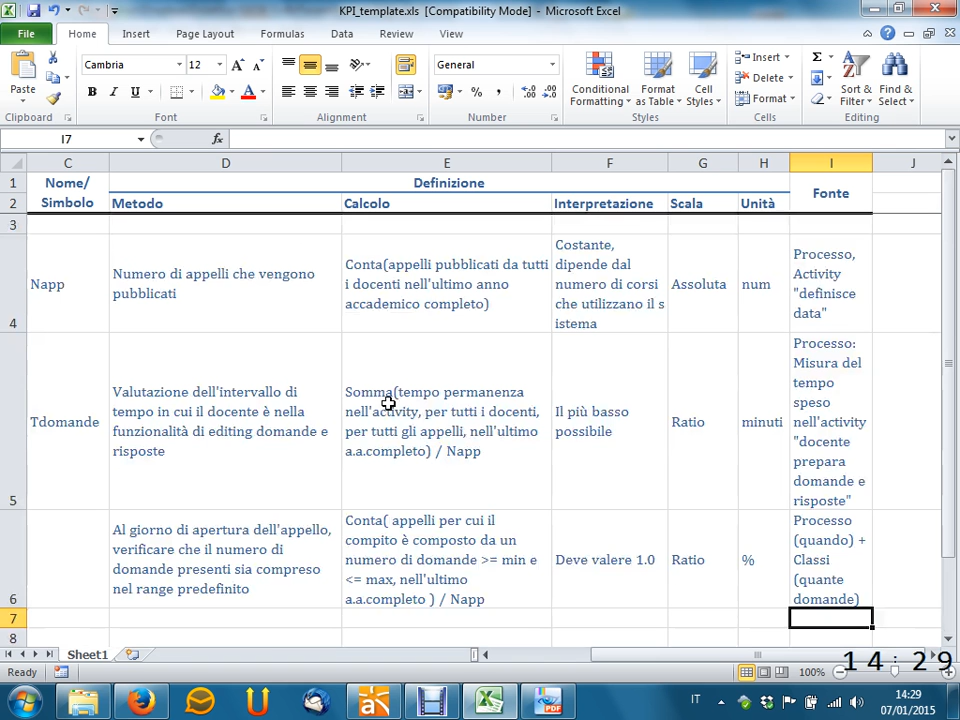 KPI_template.xls [Compatibility Mode] - Microsoft Excel
File Home Insert Page Layout Formulas Data Review View
Paste
Cambria 12
B I U A
General
% ,
Conditional Formatting
Format as Table
Cell Styles
Insert
Delete
Format
Σ
Sort & Filter
Find & Select
Clipboard Font Alignment Number Styles Cells Editing
I7 fx
C D E F G H I J
1 Nome/ Definizione
2 Simbolo Metodo Calcolo Interpretazione Scala Unità Fonte
3
4
Napp
Numero di appelli che vengono
pubblicati
Conta(appelli pubblicati da tutti
i docenti nell'ultimo anno
accademico completo)
Costante,
dipende dal
numero di corsi
che utilizzano il s
istema
Assoluta
num
Processo,
Activity
"definisce
data"
5
Tdomande
Valutazione dell'intervallo di
tempo in cui il docente è nella
funzionalità di editing domande e
risposte
Somma(tempo permanenza
nell'activity, per tutti i docenti,
per tutti gli appelli, nell'ultimo
a.a.completo) / Napp
Il più basso
possibile
Ratio
minuti
Processo:
Misura del
tempo
speso
nell'activity
"docente
prepara
domande e
risposte"
6
Al giorno di apertura dell'appello,
verificare che il numero di
domande presenti sia compreso
nel range predefinito
Conta( appelli per cui il
compito è composto da un
numero di domande >= min e
<= max, nell'ultimo
a.a.completo ) / Napp
Deve valere 1.0
Ratio
%
Processo
(quando) +
Classi
(quante
domande)
7
8
Sheet1
Ready
100%
14:29
IT
14:29
07/01/2015